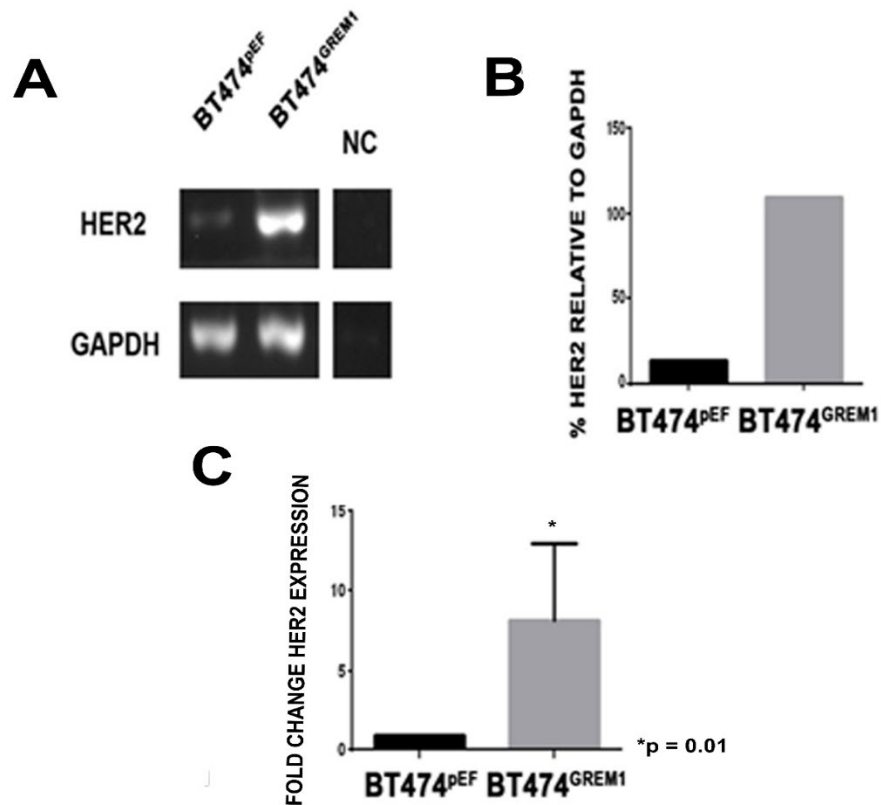 A
BT474pEF
BT474GREM1
NC
HER2
GAPDH
B
% HER2 RELATIVE TO GAPDH
150
100
50
0
BT474pEF
BT474GREM1
C
FOLD CHANGE HER2 EXPRESSION
15
10
5
0
*
BT474pEF
BT474GREM1
*p = 0.01